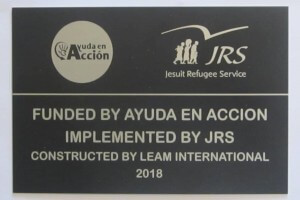 Ayuda en
Acción
JRS
Jesuit Refugee Service
FUNDED BY AYUDA EN ACCION
IMPLEMENTED BY JRS
CONSTRUCTED BY LEAM INTERNATIONAL
2018